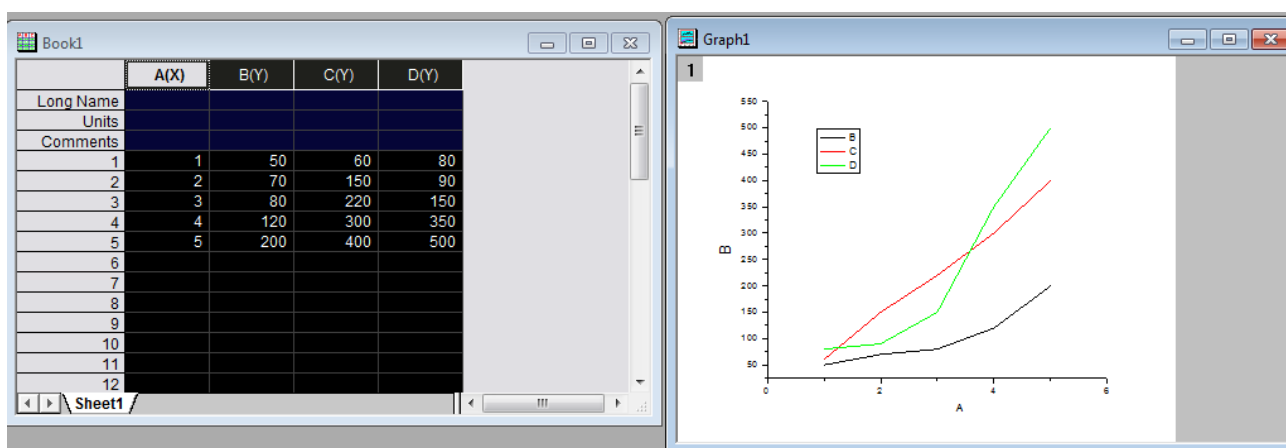 Book1
A(X) B(Y) C(Y) D(Y)
Long Name
Units
Comments
1 1 50 60 80
2 2 70 150 90
3 3 80 220 150
4 4 120 300 350
5 5 200 400 500
6
7
8
9
10
11
12
Sheet1
Graph1
1
550
500
450
400
350
300
250
200
150
100
50
B
B
C
D
0 2 4 6
A